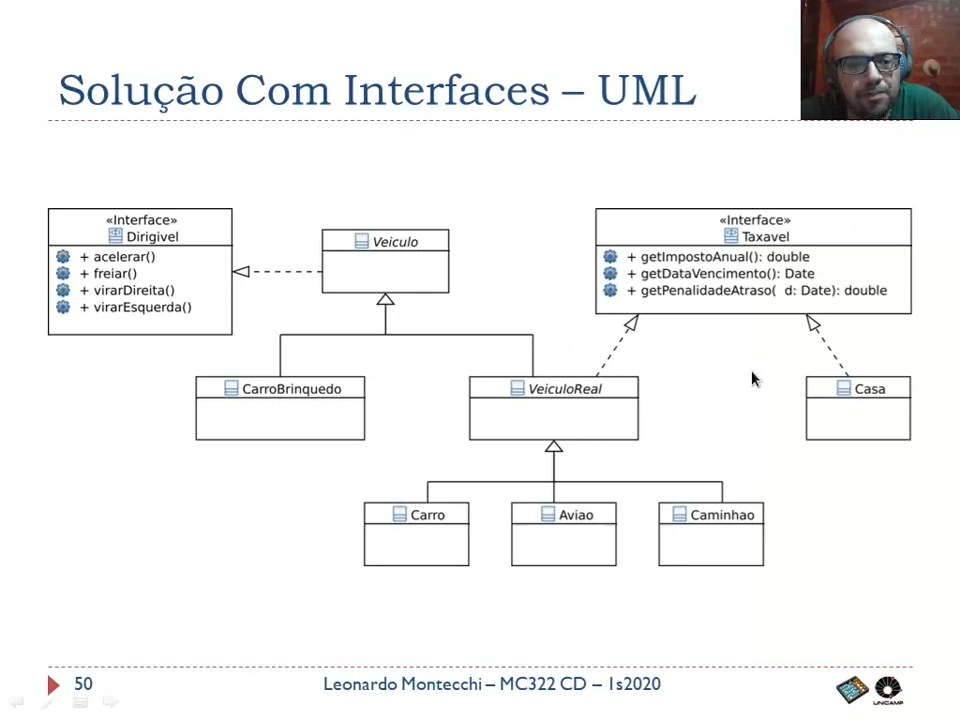 Solução Com Interfaces – UML
«Interface»
Dirigivel
+ acelerar()
+ freiar()
+ virarDireita()
+ virarEsquerda()
Veiculo
«Interface»
Taxavel
+ getImpostoAnual(): double
+ getDataVencimento(): Date
+ getPenalidadeAtraso( d: Date): double
CarroBrinquedo
VeiculoReal
Casa
Carro
Aviao
Caminhao
50
Leonardo Montecchi – MC322 CD – 1s2020
UNICAMP